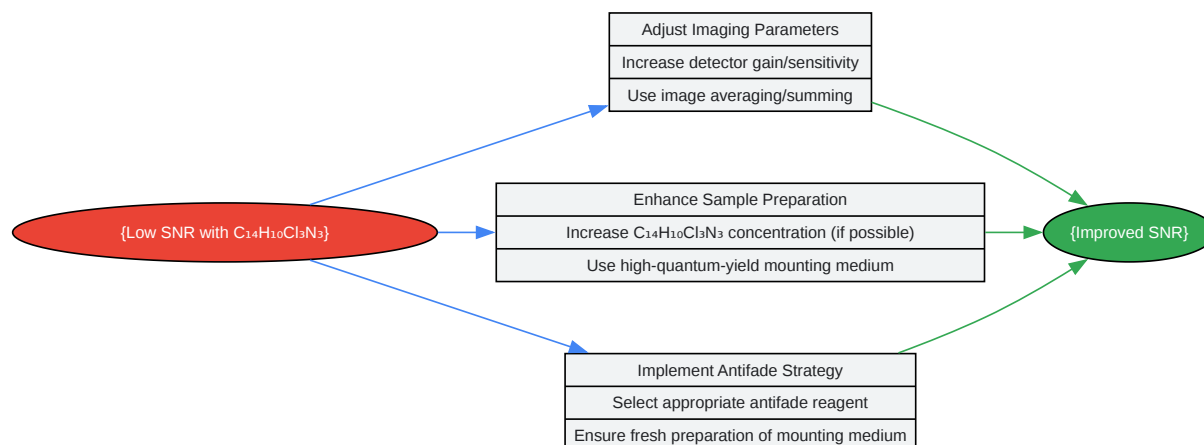 Adjust Imaging Parameters
Increase detector gain/sensitivity
Use image averaging/summing
{Low SNR with C₁₄H₁₀Cl₃N₃}
Enhance Sample Preparation
Increase C₁₄H₁₀Cl₃N₃ concentration (if possible)
Use high-quantum-yield mounting medium
{Improved SNR}
Implement Antifade Strategy
Select appropriate antifade reagent
Ensure fresh preparation of mounting medium